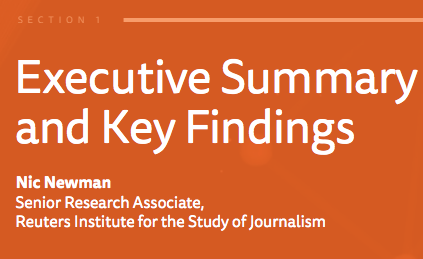 SECTION 1
Executive Summary
and Key Findings
Nic Newman
Senior Research Associate,
Reuters Institute for the Study of Journalism